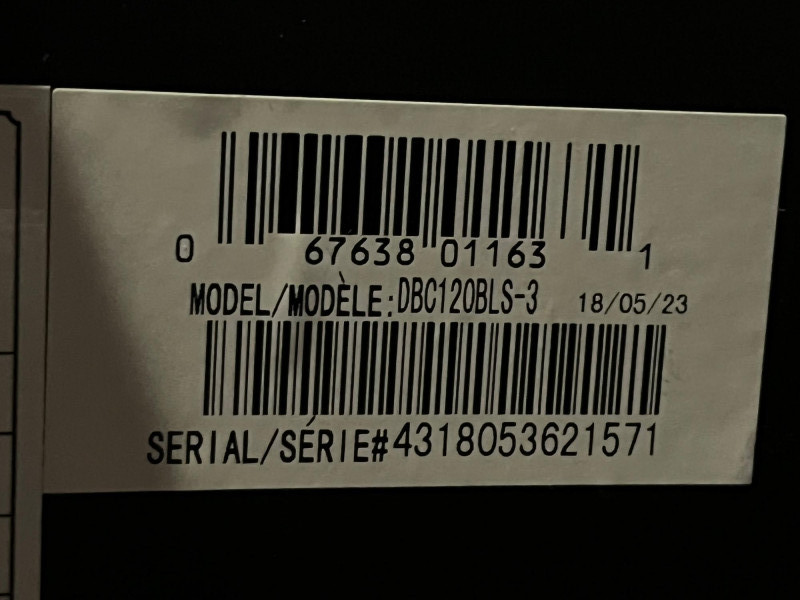 0 67638 01163 1
MODEL/MODÈLE: DBC120BLS-3 18/05/23
SERIAL/SÉRIE#4318053621571